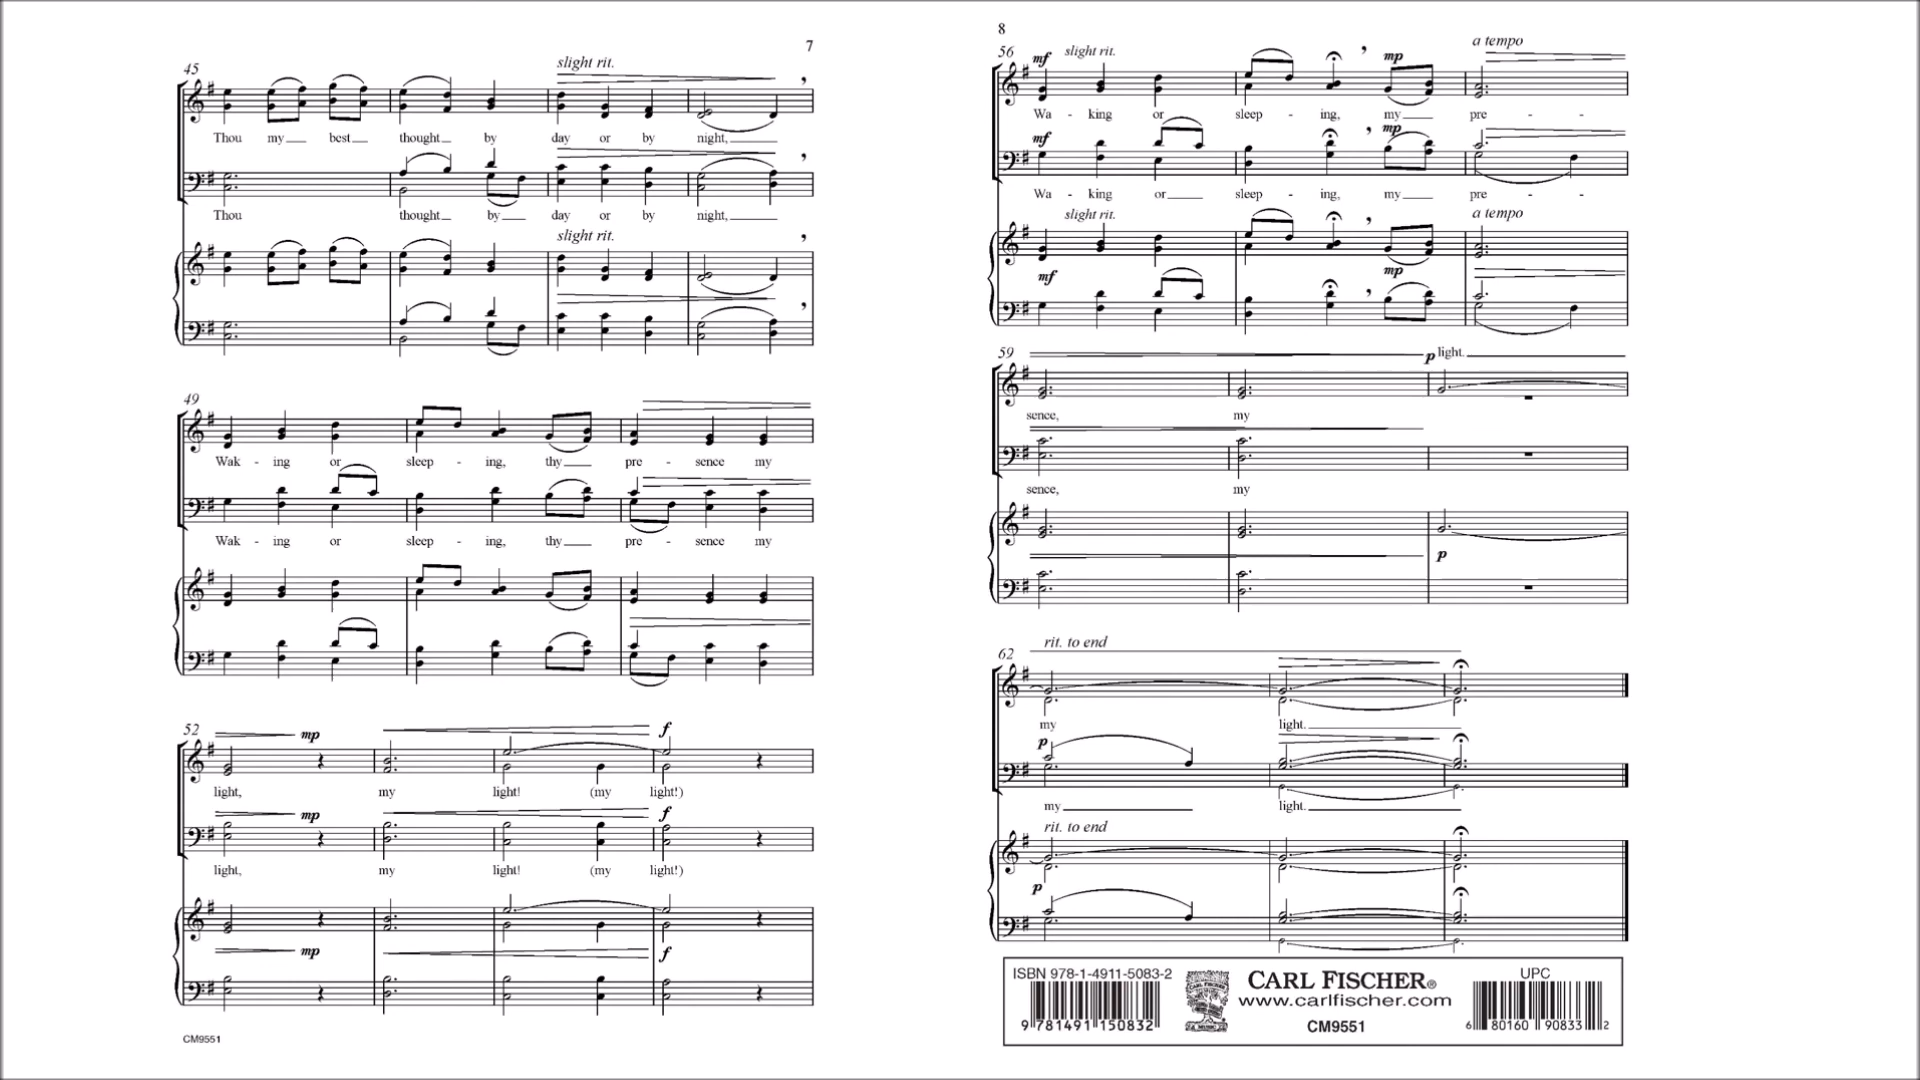 7
45
slight rit.
Thou my best thought by day or by night,
Thou thought by day or by night,
slight rit.
49
Wak - ing or sleep - ing, thy pre - sence my
Wak - ing or sleep - ing, thy pre - sence my
52
mp f
light, my light! (my light!)
mp f
light, my light! (my light!)
mp f
CM9551
8
56
mf slight rit. mp a tempo
Wa - king or sleep - ing, my pre - -
mf mp
Wa - king or sleep - ing, my pre - -
slight rit. a tempo
mf mp
59
p light.
sence, my
sence, my
p
62
rit. to end
my light.
p
my light.
rit. to end
p
ISBN 978-1-4911-5083-2
9 781491 150832
CARL FISCHER
CARL FISCHER®
www.carlfischer.com
CM9551
UPC
6 80160 90833 2